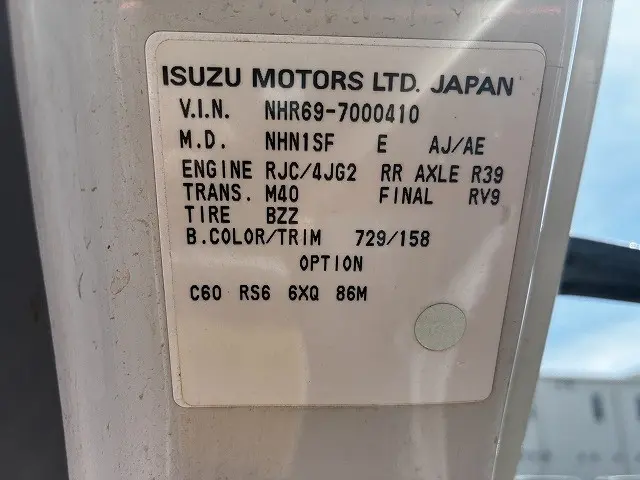 ISUZU MOTORS LTD. JAPAN
V.I.N. NHR69-7000410
M.D. NHN1SF E AJ/AE
ENGINE RJC/4JG2 RR AXLE R39
TRANS. M40 FINAL RV9
TIRE BZZ
B.COLOR/TRIM 729/158
OPTION
C60 RS6 6XQ 86M